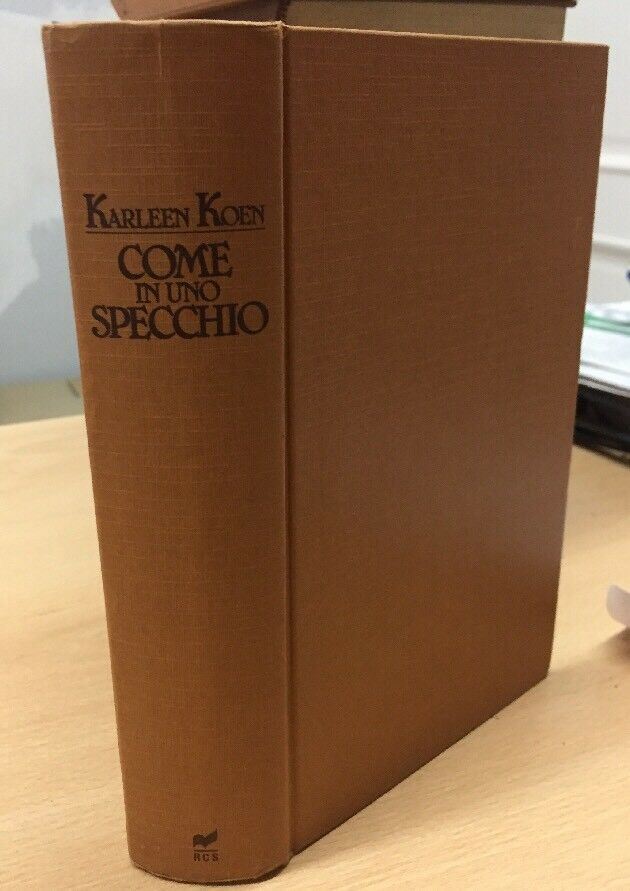 KARLEEN KOEN
COME
IN UNO
SPECCHIO
RCS